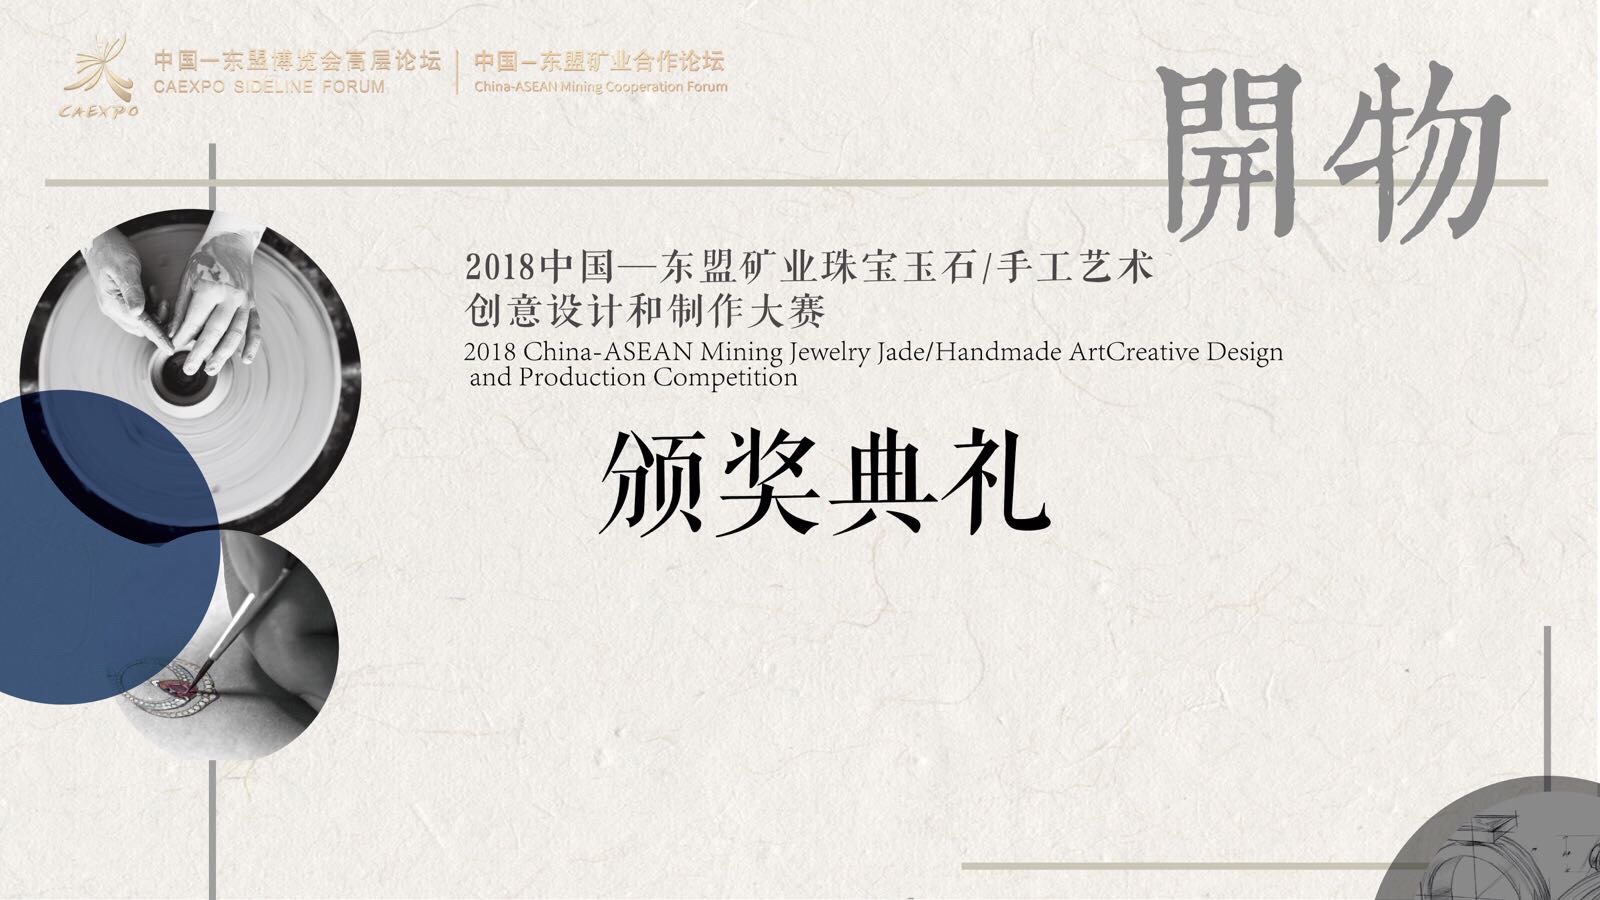 中国—东盟博览会高层论坛
CAEXPO SIDELINE FORUM
CAEXPO
中国—东盟矿业合作论坛
China-ASEAN Mining Cooperation Forum
開物
2018中国—东盟矿业珠宝玉石/手工艺术
创意设计和制作大赛
2018 China-ASEAN Mining Jewelry Jade/Handmade ArtCreative Design
and Production Competition
颁奖典礼